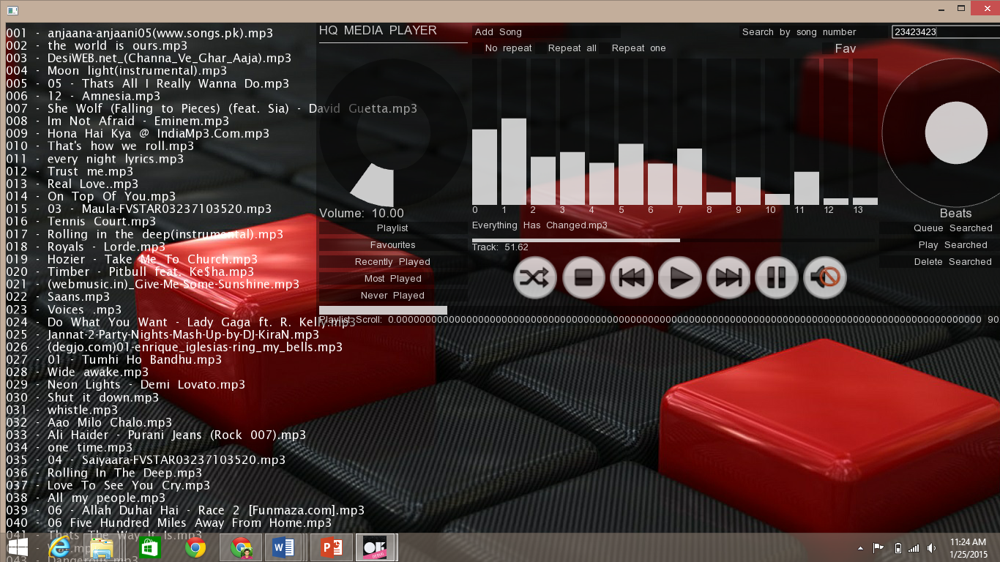 001 - anjaana-anjaani05(www.songs.pk).mp3
002 - the world is ours.mp3
003 - DesiWEB.net_(Channa_Ve_Ghar_Aaja).mp3
004 - Moon light(instrumental).mp3
005 - 05 - Thats All I Really Wanna Do.mp3
006 - 12 - Amnesia.mp3
007 - She Wolf (Falling to Pieces) (feat. Sia) - David Guetta.mp3
008 - Im Not Afraid - Eminem.mp3
009 - Hona Hai Kya @ IndiaMp3.Com.mp3
010 - That's how we roll.mp3
011 - every night lyrics.mp3
012 - Trust me.mp3
013 - Real Love..mp3
014 - On Top Of You.mp3
015 - 03 - Maula-FVSTAR03237103520.mp3
016 - Tennis Court.mp3
017 - Rolling in the deep(instrumental).mp3
018 - Royals - Lorde.mp3
019 - Hozier - Take Me To Church.mp3
020 - Timber - Pitbull feat. Ke$ha.mp3
021 - (webmusic.in)_Give-Me-Some-Sunshine.mp3
022 - Saans.mp3
023 - Voices .mp3
024 - Do What You Want - Lady Gaga ft. R. Kelly.mp3
025 - Jannat-2-Party-Nights-Mash-Up-by-DJ-KiraN.mp3
026 - (degjo.com)01-enrique_iglesias-ring_my_bells.mp3
027 - 01 - Tumhi Ho Bandhu.mp3
028 - Wide awake.mp3
029 - Neon Lights - Demi Lovato.mp3
030 - Shut it down.mp3
031 - whistle.mp3
032 - Aao Milo Chalo.mp3
033 - Ali Haider - Purani Jeans (Rock 007).mp3
034 - one time.mp3
035 - 04 - Saiyaara-FVSTAR03237103520.mp3
036 - Rolling In The Deep.mp3
037 - Love To See You Cry.mp3
038 - All my people.mp3
039 - 06 - Allah Duhai Hai - Race 2 [Funmaza.com].mp3
040 - 06 Five Hundred Miles Away From Home.mp3
041 - Thats The Way It Is.mp3
043 - Dangerous.mp3
HQ MEDIA PLAYER
Volume: 10.00
Playlist
Favourites
Recently Played
Most Played
Never Played
Playlist Scroll:
Add Song
Search by song number
23423423
No repeat
Repeat all
Repeat one
Fav
0 1 2 3 4 5 6 7 8 9 10 11 12 13
Everything Has Changed.mp3
Track: 51.62
Beats
Queue Searched
Play Searched
Delete Searched
DEBUG
11:24 AM
1/25/2015